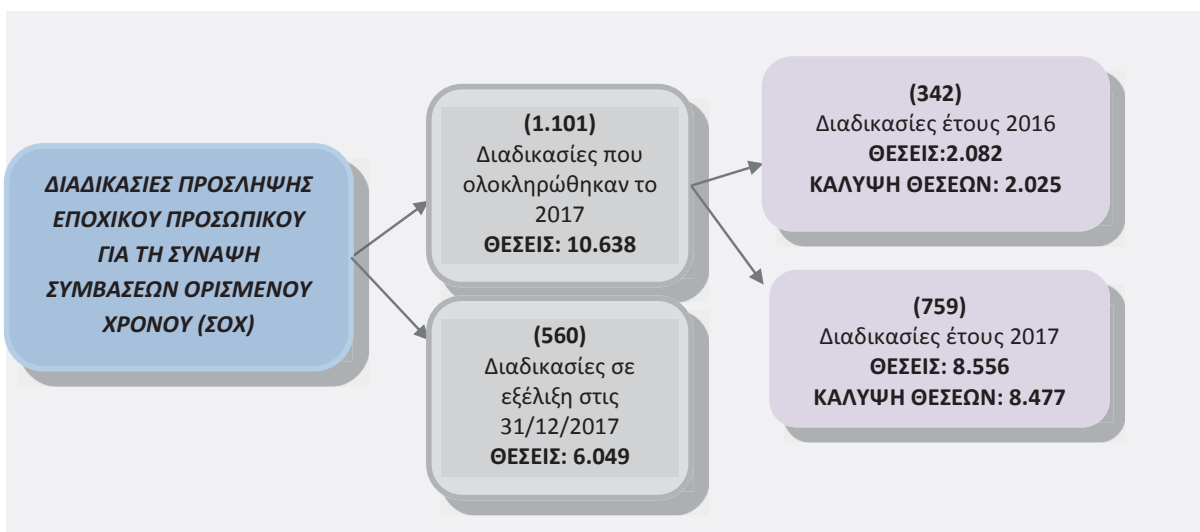 ΔΙΑΔΙΚΑΣΙΕΣ ΠΡΟΣΛΗΨΗΣ
ΕΠΟΧΙΚΟΥ ΠΡΟΣΩΠΙΚΟΥ
ΓΙΑ ΤΗ ΣΥΝΑΨΗ
ΣΥΜΒΑΣΕΩΝ ΟΡΙΣΜΕΝΟΥ
ΧΡΟΝΟΥ (ΣΟΧ)
(1.101)
Διαδικασίες που
ολοκληρώθηκαν το
2017
ΘΕΣΕΙΣ: 10.638
(560)
Διαδικασίες σε
εξέλιξη στις
31/12/2017
ΘΕΣΕΙΣ: 6.049
(342)
Διαδικασίες έτους 2016
ΘΕΣΕΙΣ:2.082
ΚΑΛΥΨΗ ΘΕΣΕΩΝ: 2.025
(759)
Διαδικασίες έτους 2017
ΘΕΣΕΙΣ: 8.556
ΚΑΛΥΨΗ ΘΕΣΕΩΝ: 8.477